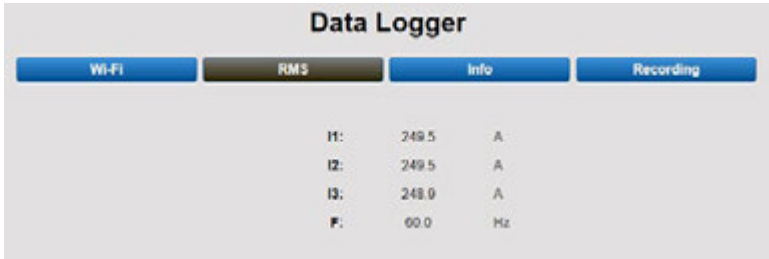 Data Logger
Wi-Fi RMS Info Recording
I1: 249.5 A
I2: 249.5 A
I3: 248.9 A
F: 60.0 Hz